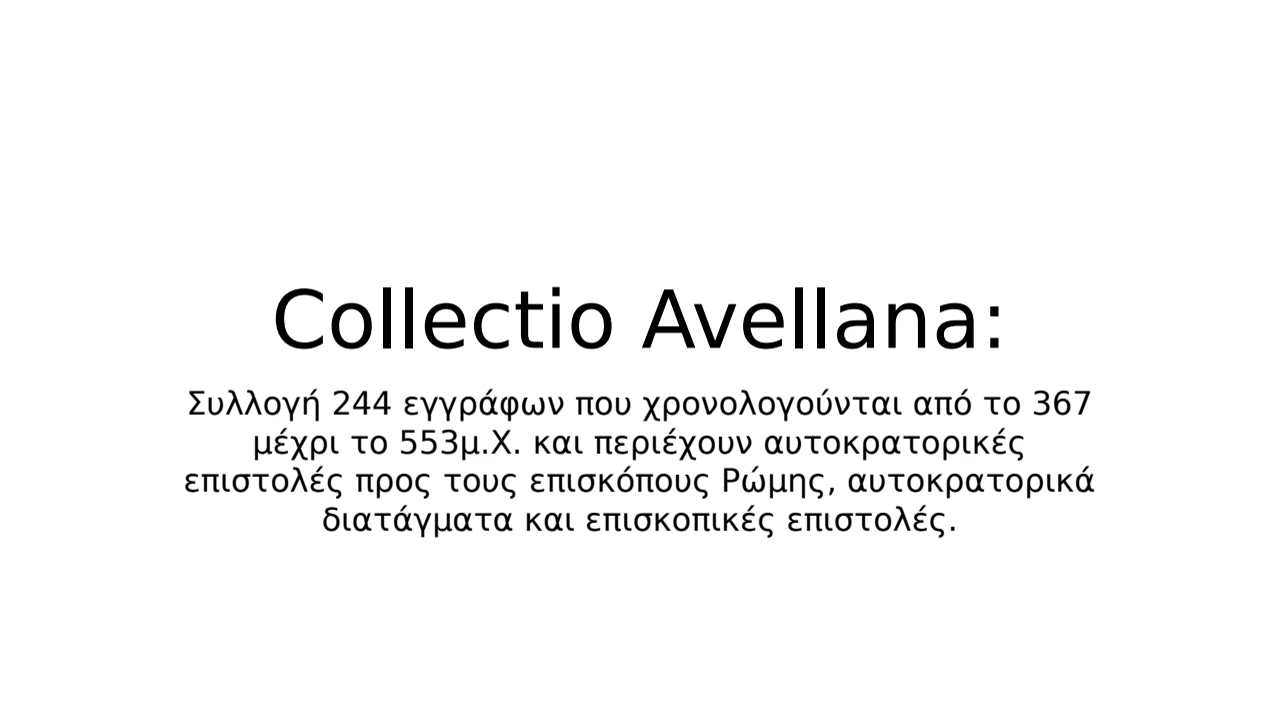 Collectio Avellana:
Συλλογή 244 εγγράφων που χρονολογούνται από το 367
μέχρι το 553μ.Χ. και περιέχουν αυτοκρατορικές
επιστολές προς τους επισκόπους Ρώμης, αυτοκρατορικά
διατάγματα και επισκοπικές επιστολές.